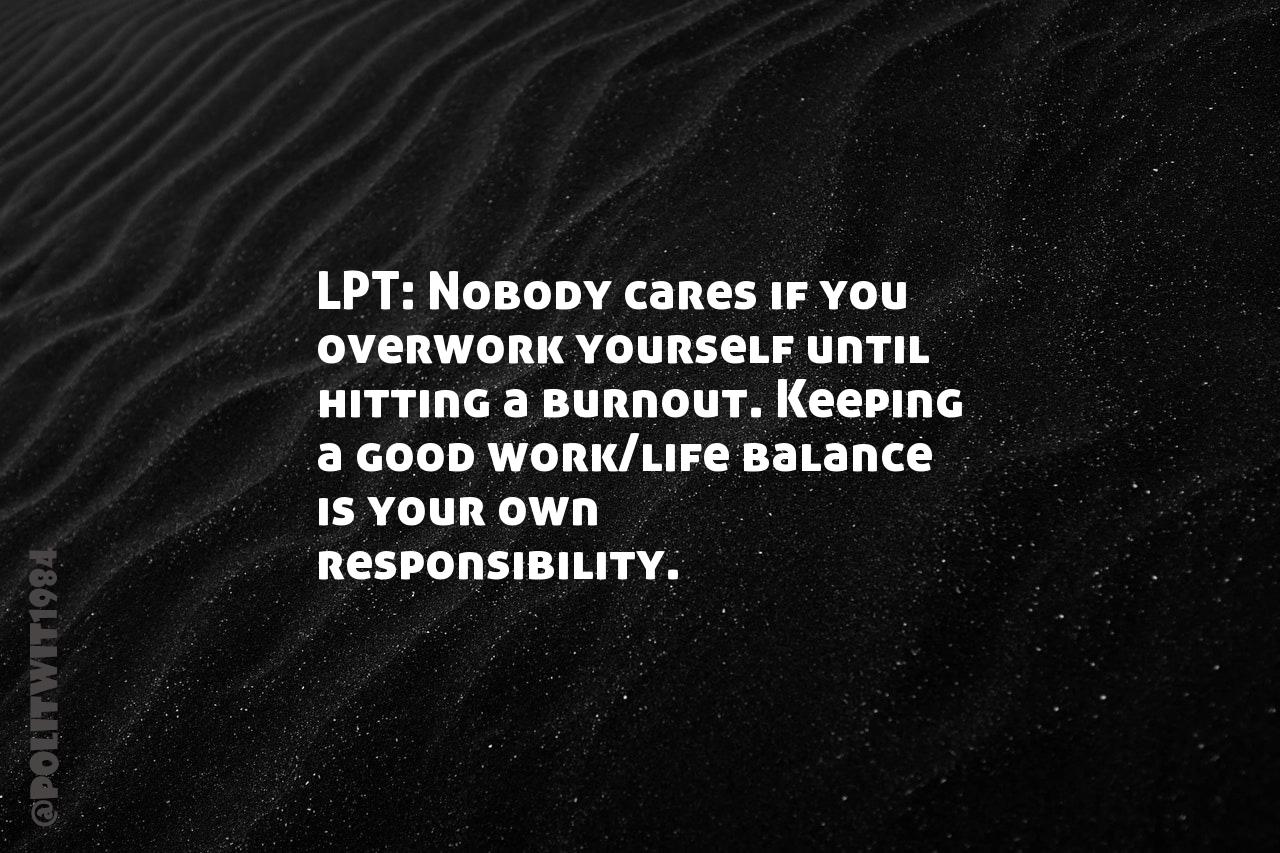 LPT: Nobody cares if you
overwork yourself until
hitting a burnout. Keeping
a good work/life balance
is your own
responsibility.
@POLITWIT1984